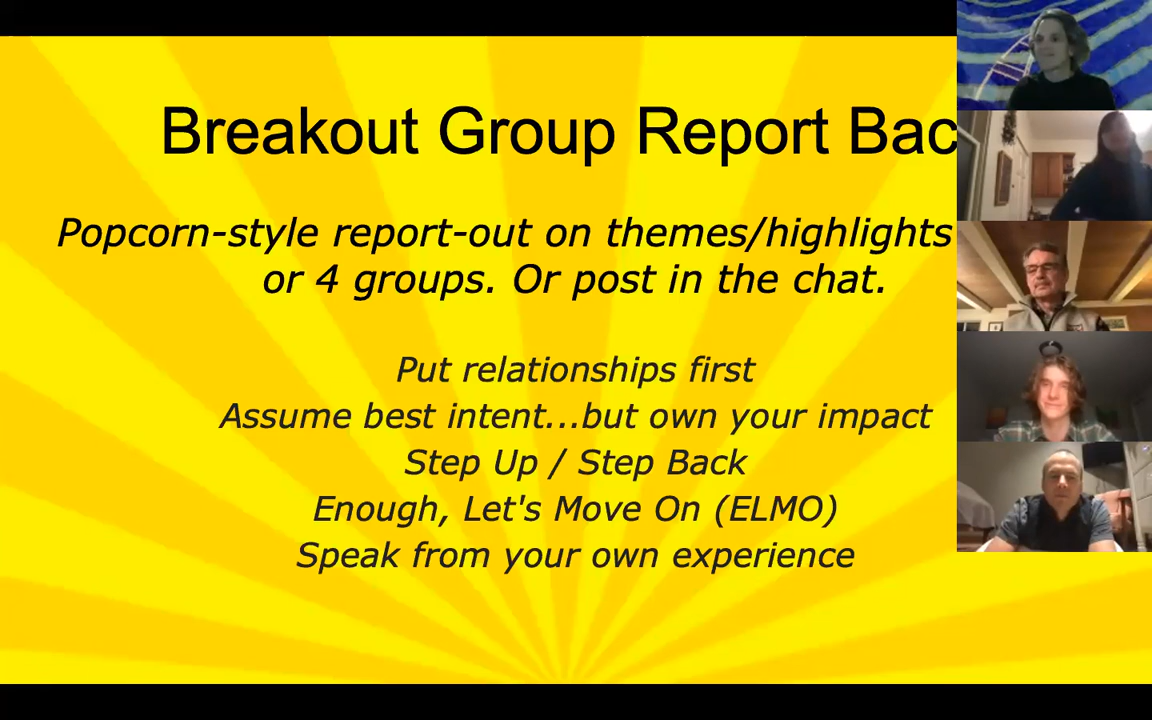 Breakout Group Report Bac
Popcorn-style report-out on themes/highlights
or 4 groups. Or post in the chat.
Put relationships first
Assume best intent...but own your impact
Step Up / Step Back
Enough, Let's Move On (ELMO)
Speak from your own experience